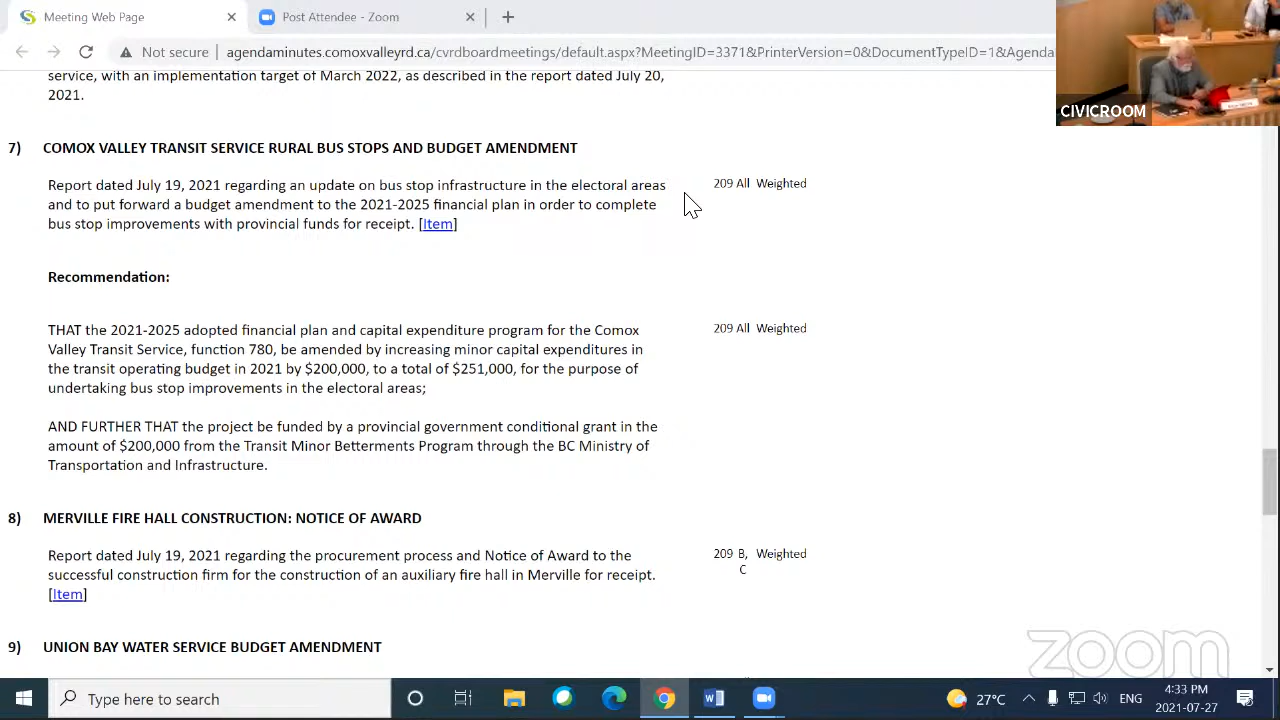 Meeting Web Page
Post Attendee - Zoom
Not secure
agendaminutes.comoxvalleyrd.ca/cvrdboardmeetings/default.aspx?MeetingID=3371&PrinterVersion=0&DocumentTypeID=1&Agenda
CIVICROOM
service, with an implementation target of March 2022, as described in the report dated July 20,
2021.
7) COMOX VALLEY TRANSIT SERVICE RURAL BUS STOPS AND BUDGET AMENDMENT
Report dated July 19, 2021 regarding an update on bus stop infrastructure in the electoral areas 209 All Weighted
and to put forward a budget amendment to the 2021-2025 financial plan in order to complete
bus stop improvements with provincial funds for receipt. [Item]
Recommendation:
THAT the 2021-2025 adopted financial plan and capital expenditure program for the Comox 209 All Weighted
Valley Transit Service, function 780, be amended by increasing minor capital expenditures in
the transit operating budget in 2021 by $200,000, to a total of $251,000, for the purpose of
undertaking bus stop improvements in the electoral areas;
AND FURTHER THAT the project be funded by a provincial government conditional grant in the
amount of $200,000 from the Transit Minor Betterments Program through the BC Ministry of
Transportation and Infrastructure.
8) MERVILLE FIRE HALL CONSTRUCTION: NOTICE OF AWARD
Report dated July 19, 2021 regarding the procurement process and Notice of Award to the 209 B, Weighted
successful construction firm for the construction of an auxiliary fire hall in Merville for receipt. C
[Item]
9) UNION BAY WATER SERVICE BUDGET AMENDMENT
zoom
Type here to search
27°C
ENG
4:33 PM
2021-07-27